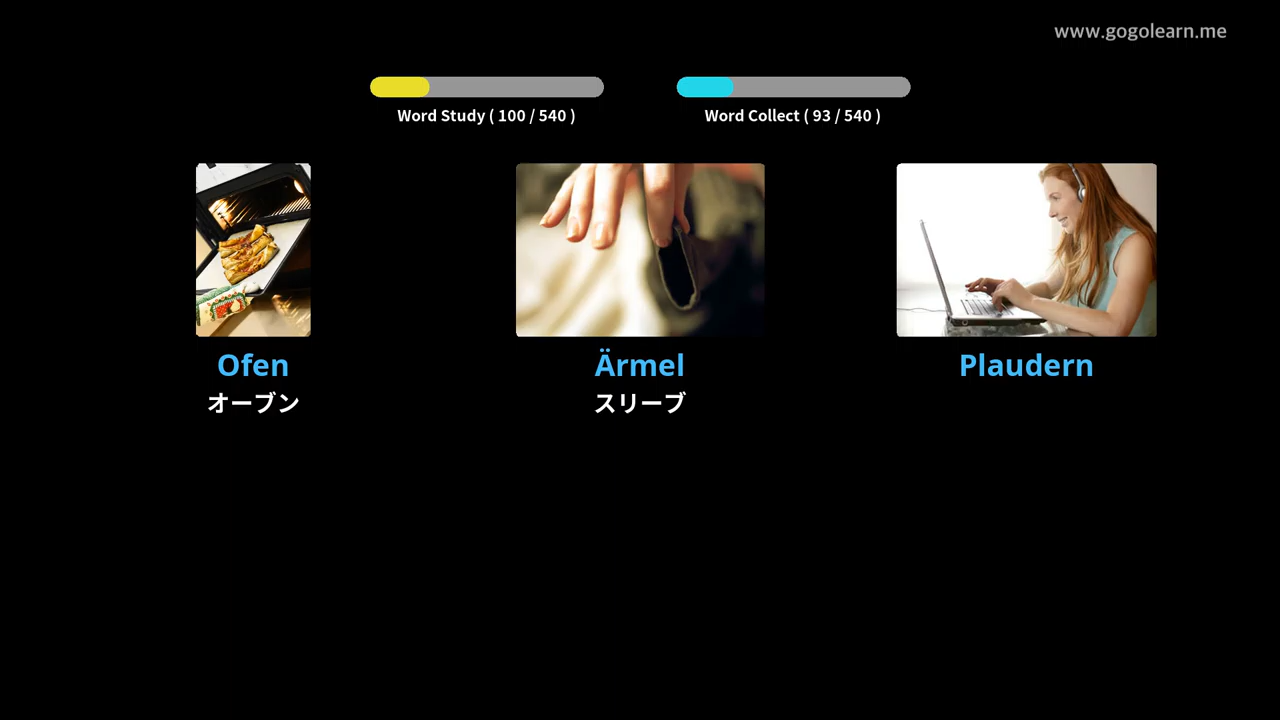 www.gogolearn.me
Word Study ( 100 / 540 )
Word Collect ( 93 / 540 )
Ofen
オーブン
Ärmel
スリーブ
Plaudern